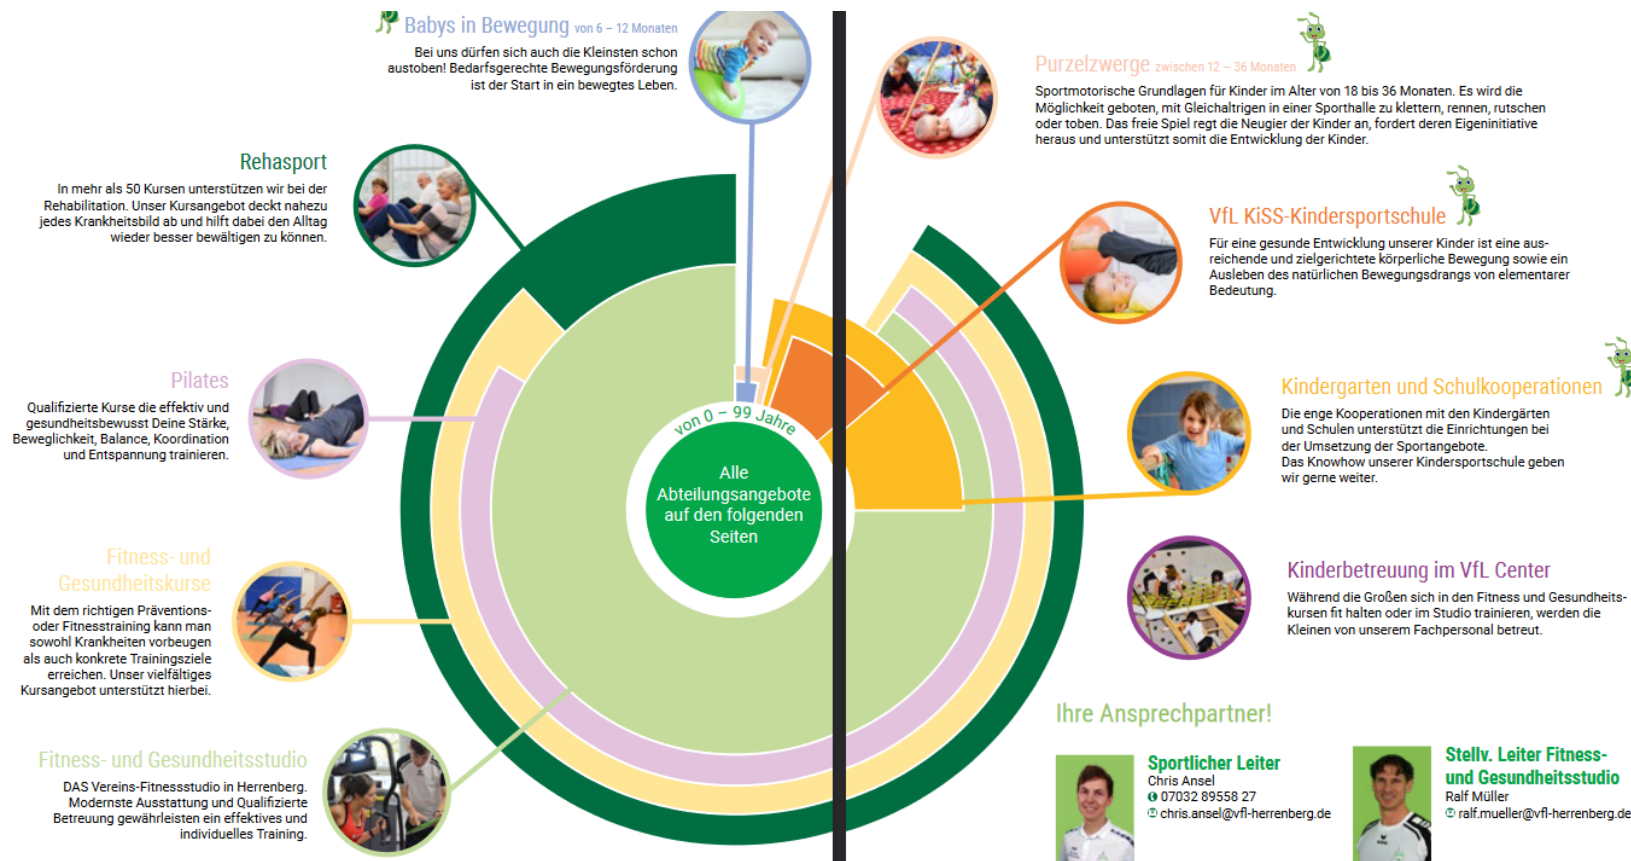 Babys in Bewegung von 6 – 12 Monaten
Bei uns dürfen sich auch die Kleinsten schon
austoben! Bedarfsgerechte Bewegungsförderung
ist der Start in ein bewegtes Leben.
Rehasport
In mehr als 50 Kursen unterstützen wir bei der
Rehabilitation. Unser Kursangebot deckt nahezu
jedes Krankheitsbild ab und hilft dabei den Alltag
wieder besser bewältigen zu können.
Pilates
Qualifizierte Kurse die effektiv und
gesundheitsbewusst Deine Stärke,
Beweglichkeit, Balance, Koordination
und Entspannung trainieren.
Fitness- und
Gesundheitskurse
Mit dem richtigen Präventions-
oder Fitnesstraining kann man
sowohl Krankheiten vorbeugen
als auch konkrete Trainingsziele
erreichen. Unser vielfältiges
Kursangebot unterstützt hierbei.
Fitness- und Gesundheitsstudio
DAS Vereins-Fitnessstudio in Herrenberg.
Modernste Ausstattung und Qualifizierte
Betreuung gewährleisten ein effektives und
individuelles Training.
von 0 – 99 Jahre
Alle
Abteilungsangebote
auf den folgenden
Seiten
Purzelzwerge zwischen 12 – 36 Monaten
Sportmotorische Grundlagen für Kinder im Alter von 18 bis 36 Monaten. Es wird die
Möglichkeit geboten, mit Gleichaltrigen in einer Sporthalle zu klettern, rennen, rutschen
oder toben. Das freie Spiel regt die Neugier der Kinder an, fordert deren Eigeninitiative
heraus und unterstützt somit die Entwicklung der Kinder.
VfL KiSS-Kindersportschule
Für eine gesunde Entwicklung unserer Kinder ist eine aus-
reichende und zielgerichtete körperliche Bewegung sowie ein
Ausleben des natürlichen Bewegungsdrangs von elementarer
Bedeutung.
Kindergarten und Schulkooperationen
Die enge Kooperationen mit den Kindergärten
und Schulen unterstützt die Einrichtungen bei
der Umsetzung der Sportangebote.
Das Knowhow unserer Kindersportschule geben
wir gerne weiter.
Kinderbetreuung im VfL Center
Während die Großen sich in den Fitness und Gesundheits-
kursen fit halten oder im Studio trainieren, werden die
Kleinen von unserem Fachpersonal betreut.
Ihre Ansprechpartner!
Sportlicher Leiter
Chris Ansel
07032 89558 27
chris.ansel@vfl-herrenberg.de
Stellv. Leiter Fitness-
und Gesundheitsstudio
Ralf Müller
ralf.mueller@vfl-herrenberg.de